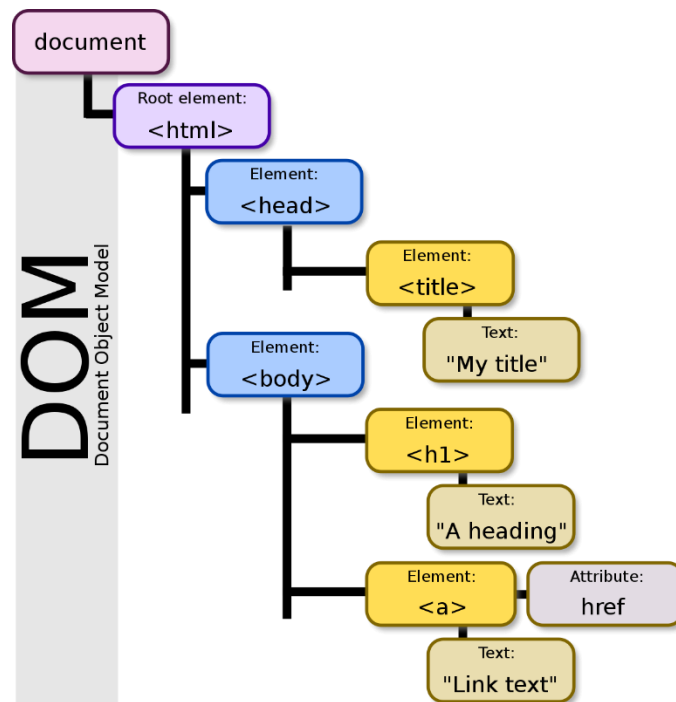 document
Root element:
<html>
Element:
<head>
Element:
<title>
Text:
"My title"
Element:
<body>
Element:
<h1>
Text:
"A heading"
Element:
<a>
Attribute:
href
Text:
"Link text"
DOM
Document Object Model